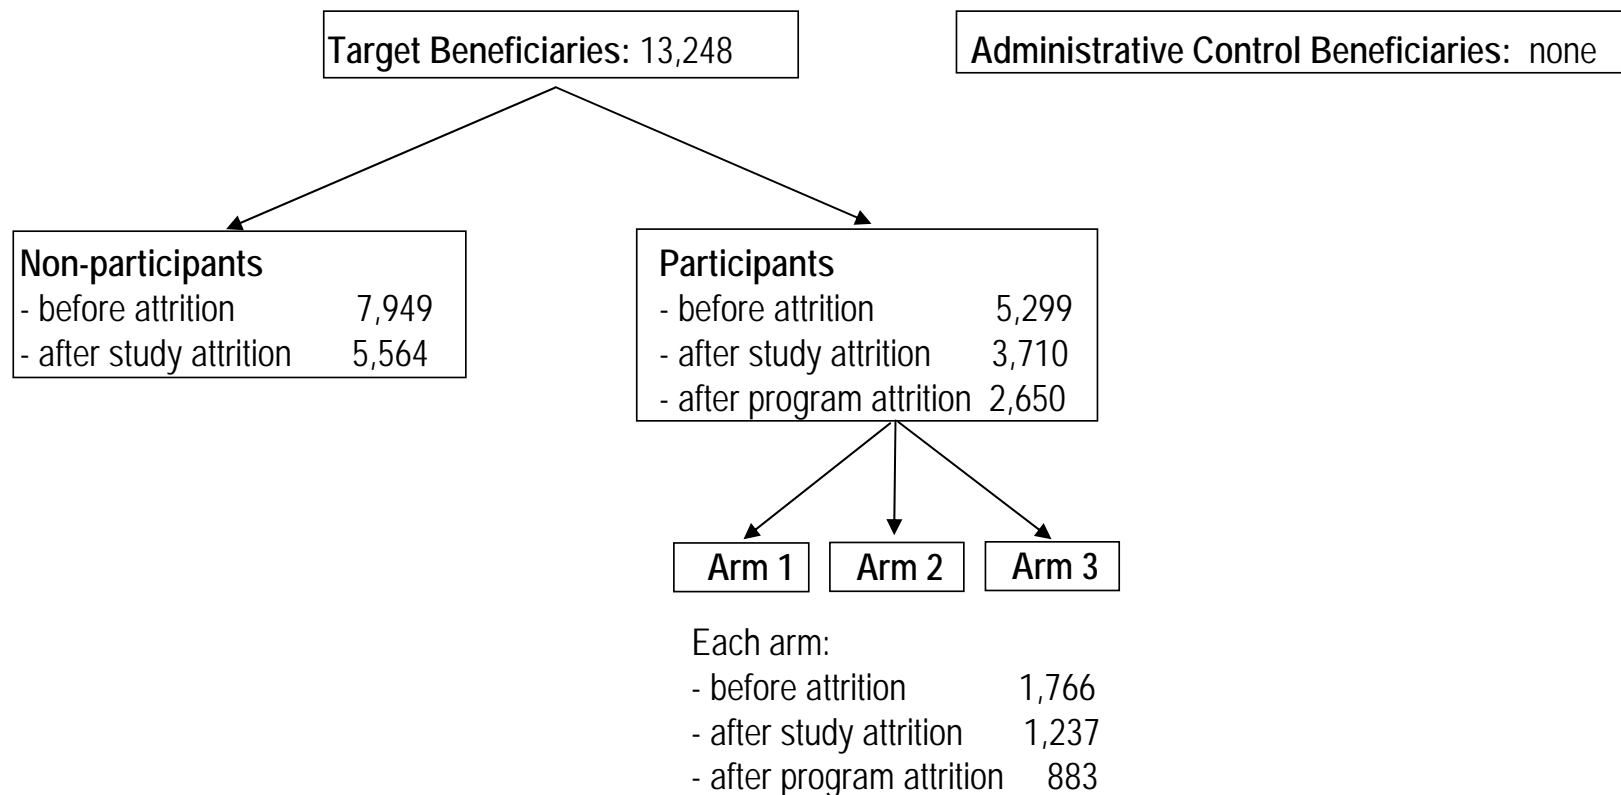 Target Beneficiaries: 13,248
Administrative Control Beneficiaries: none
Non-participants
- before attrition 7,949
- after study attrition 5,564
Participants
- before attrition 5,299
- after study attrition 3,710
- after program attrition 2,650
Arm 1
Arm 2
Arm 3
Each arm:
- before attrition 1,766
- after study attrition 1,237
- after program attrition 883